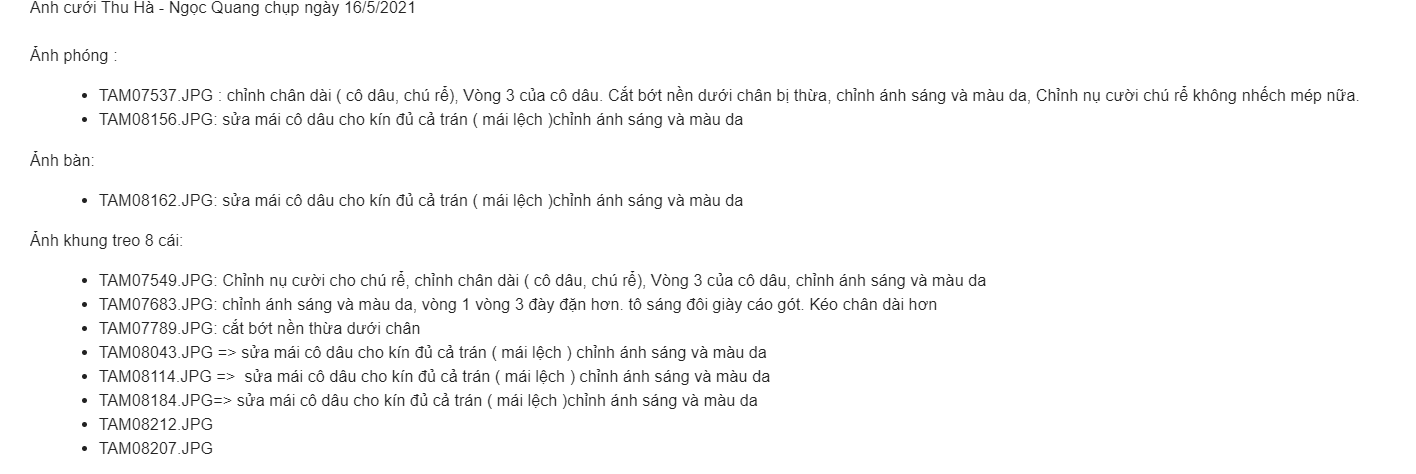 Ảnh cưới Thu Hà - Ngọc Quang chụp ngày 16/5/2021
Ảnh phóng :
• TAM07537.JPG : chỉnh chân dài ( cô dâu, chú rể), Vòng 3 của cô dâu. Cắt bớt nền dưới chân bị thừa, chỉnh ánh sáng và màu da, Chỉnh nụ cười chú rể không nhếch mép nữa.
• TAM08156.JPG: sửa mái cô dâu cho kín đủ cả trán ( mái lệch )chỉnh ánh sáng và màu da
Ảnh bàn:
• TAM08162.JPG: sửa mái cô dâu cho kín đủ cả trán ( mái lệch )chỉnh ánh sáng và màu da
Ảnh khung treo 8 cái:
• TAM07549.JPG: Chỉnh nụ cười cho chú rể, chỉnh chân dài ( cô dâu, chú rể), Vòng 3 của cô dâu, chỉnh ánh sáng và màu da
• TAM07683.JPG: chỉnh ánh sáng và màu da, vòng 1 vòng 3 đày đặn hơn. tô sáng đôi giày cáo gót. Kéo chân dài hơn
• TAM07789.JPG: cắt bớt nền thừa dưới chân
• TAM08043.JPG => sửa mái cô dâu cho kín đủ cả trán ( mái lệch ) chỉnh ánh sáng và màu da
• TAM08114.JPG =>  sửa mái cô dâu cho kín đủ cả trán ( mái lệch ) chỉnh ánh sáng và màu da
• TAM08184.JPG=> sửa mái cô dâu cho kín đủ cả trán ( mái lệch )chỉnh ánh sáng và màu da
• TAM08212.JPG
• TAM08207.JPG